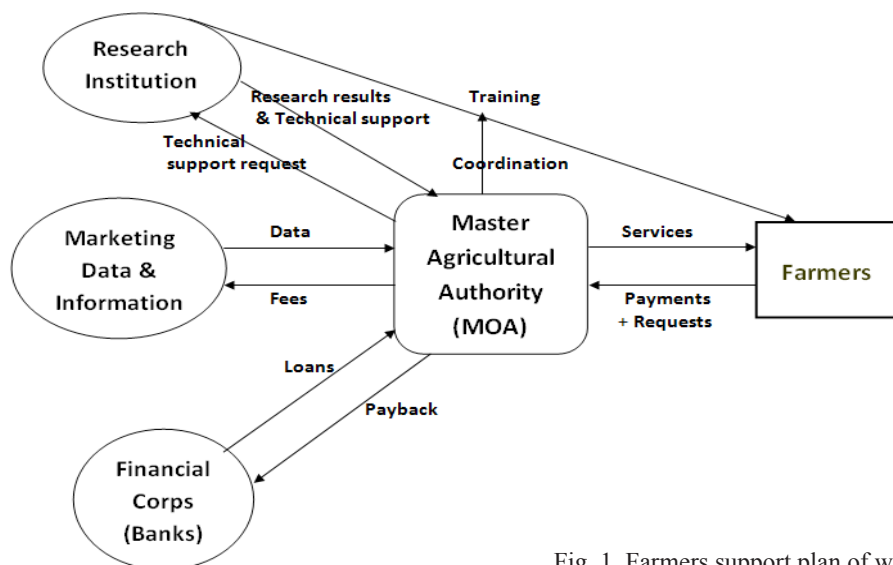 Research
Institution
Research results
& Technical support
Training
Technical
support request
Coordination
Marketing
Data &
Information
Data
Fees
Master
Agricultural
Authority
(MOA)
Services
Payments
+ Requests
Farmers
Loans
Payback
Financial
Corps
(Banks)
Fig. 1. Farmers support plan of w